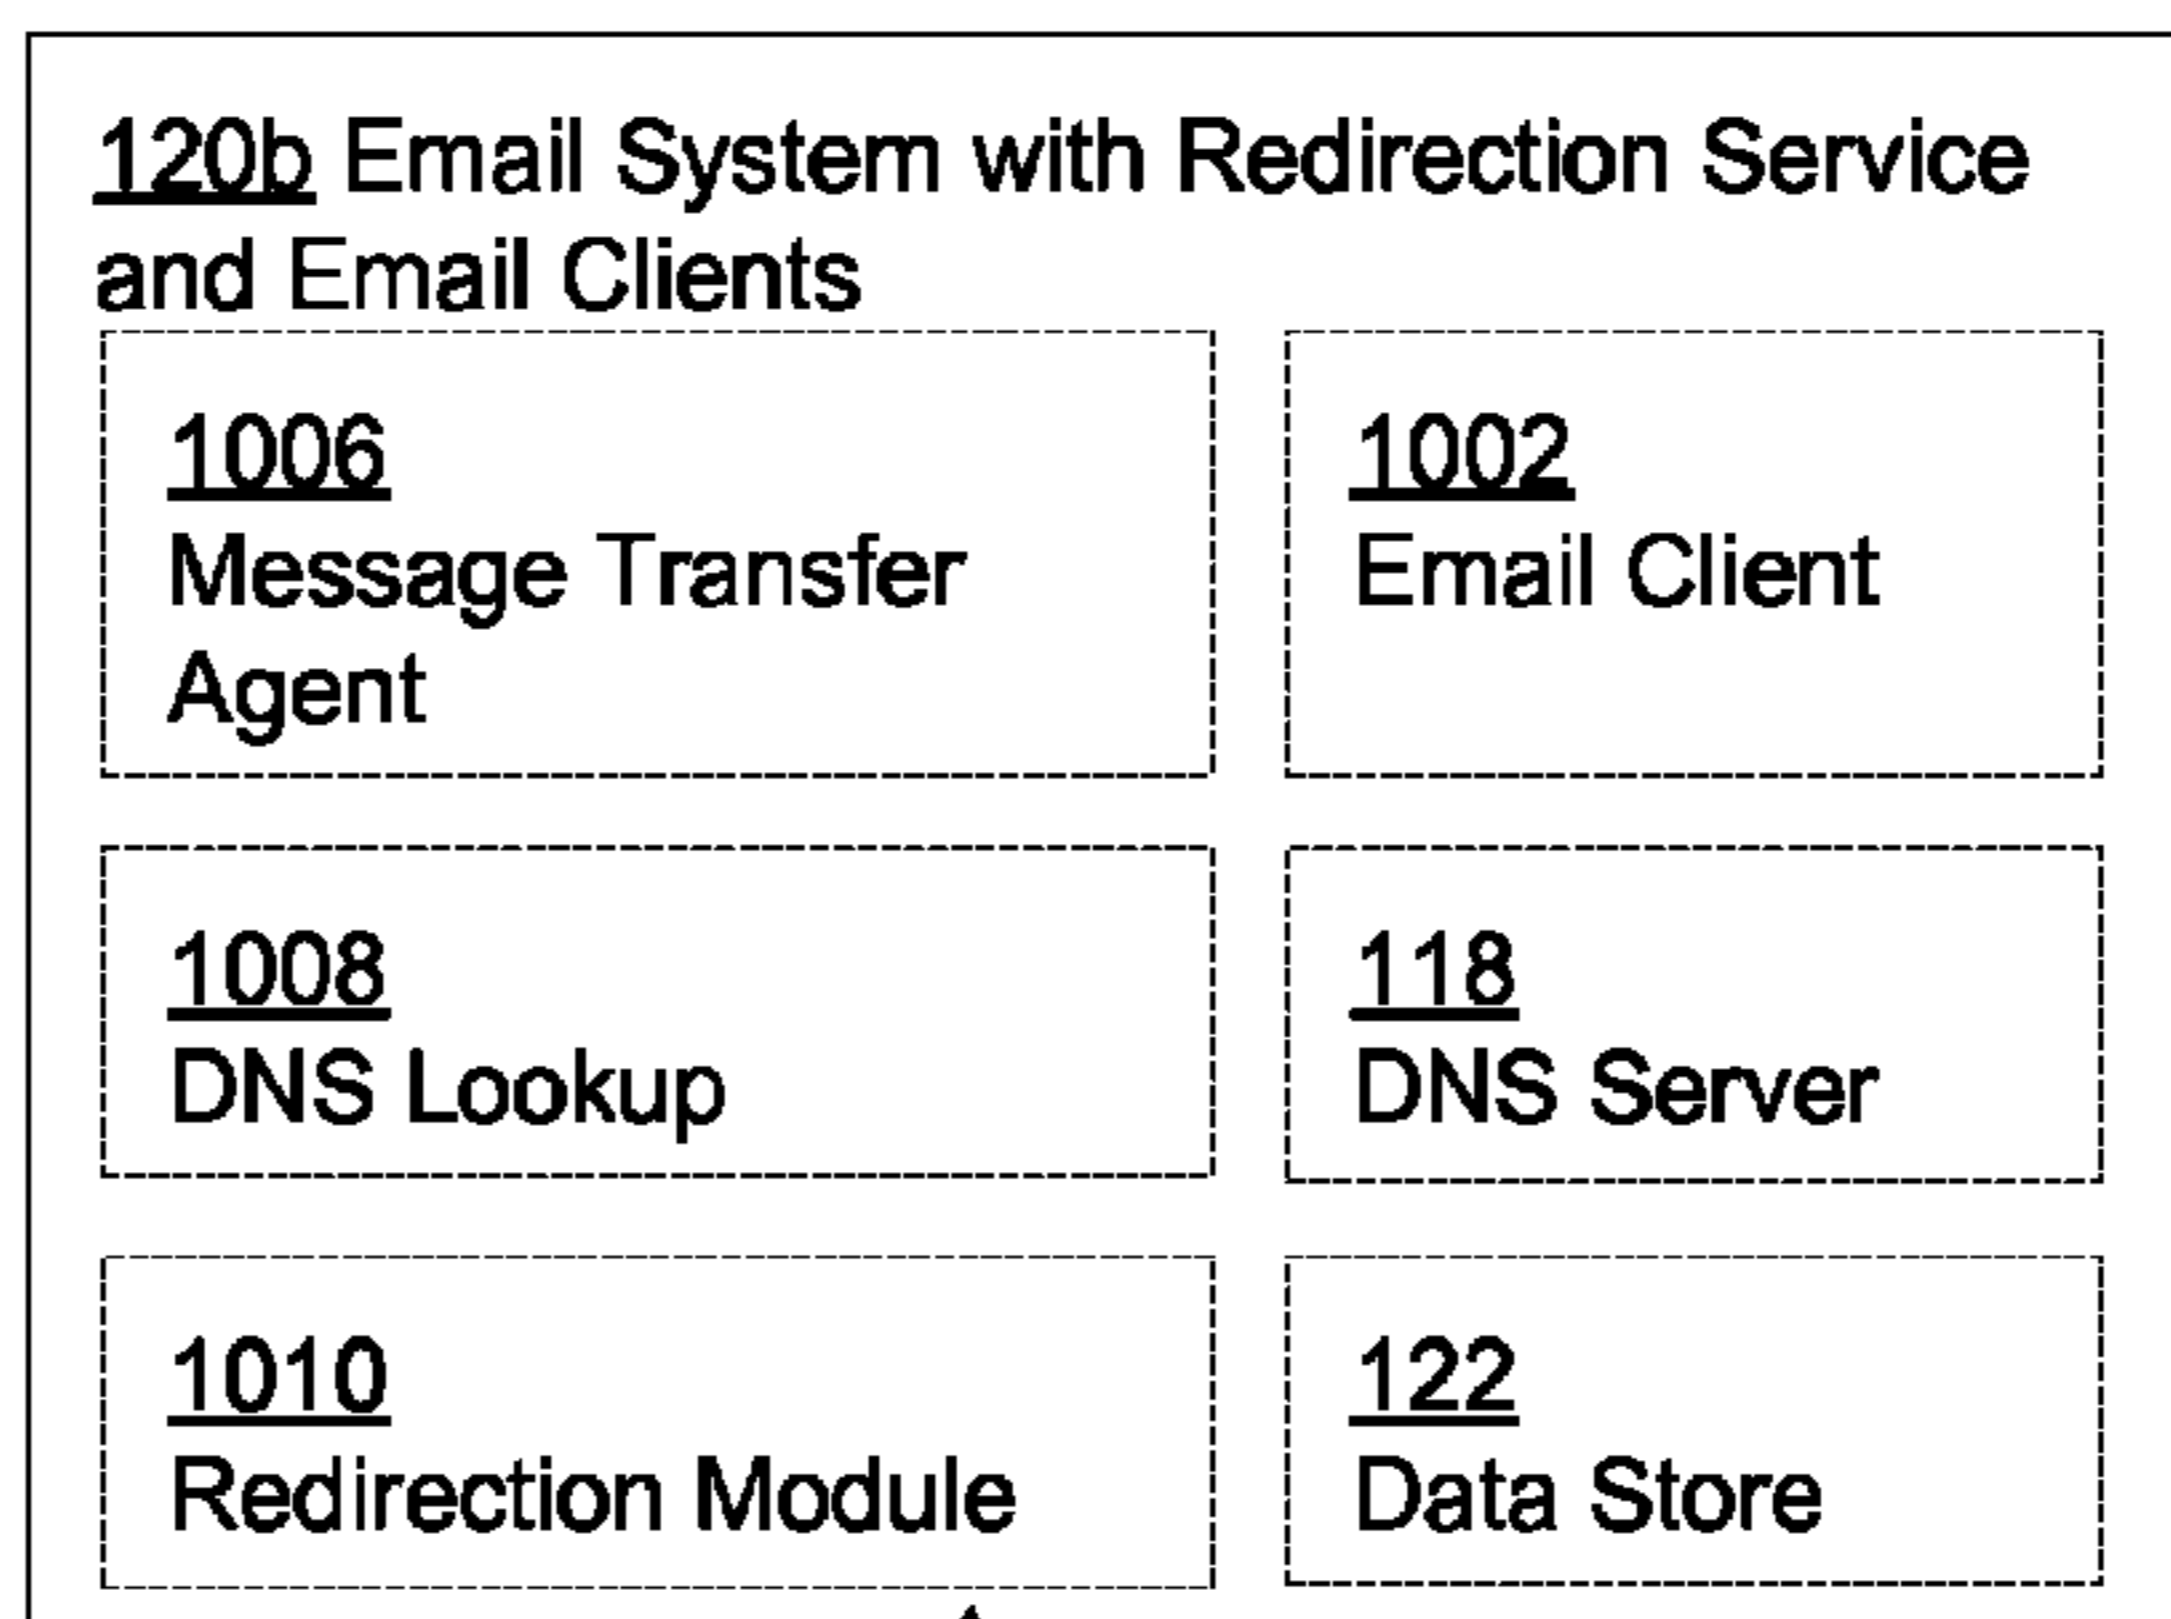 120b Email System with Redirection Service
and Email Clients
1006
Message Transfer
Agent
1002
Email Client
1008
DNS Lookup
118
DNS Server
1010
Redirection Module
122
Data Store